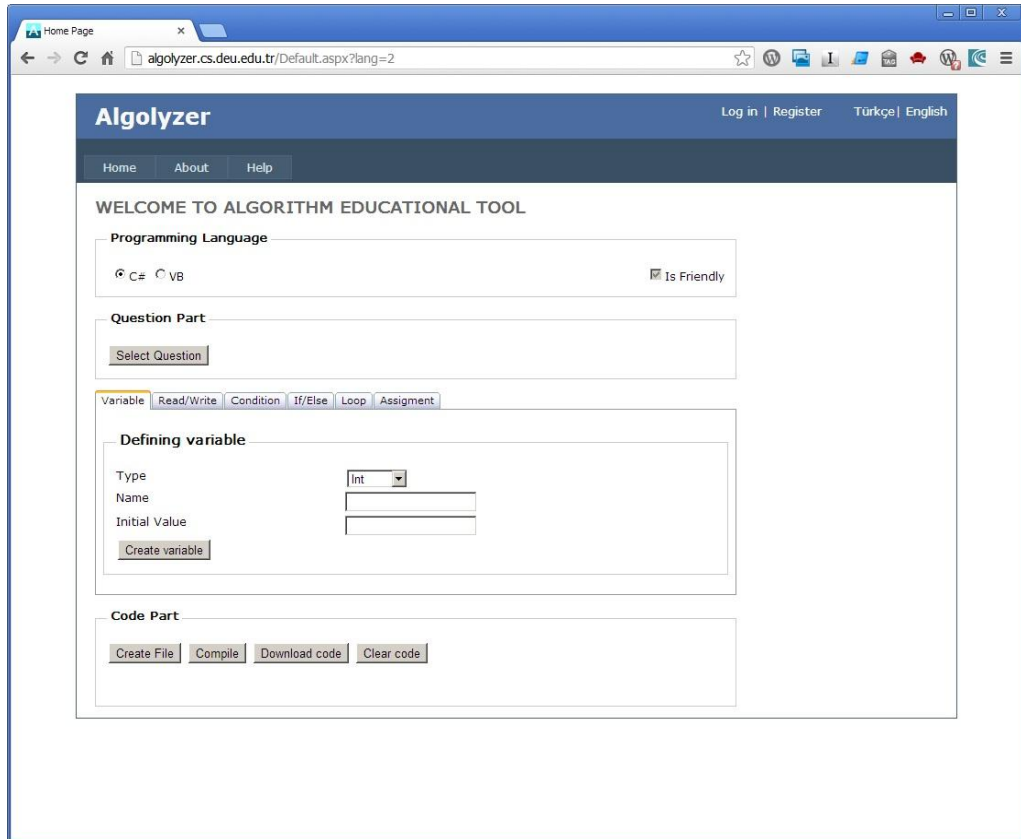 Home Page
algolyzer.cs.deu.edu.tr/Default.aspx?lang=2
Algolyzer
Log in | Register Türkçe| English
Home About Help
WELCOME TO ALGORITHM EDUCATIONAL TOOL
Programming Language
C# VB Is Friendly
Question Part
Select Question
Variable Read/Write Condition If/Else Loop Assigment
Defining variable
Type Int
Name
Initial Value
Create variable
Code Part
Create File Compile Download code Clear code